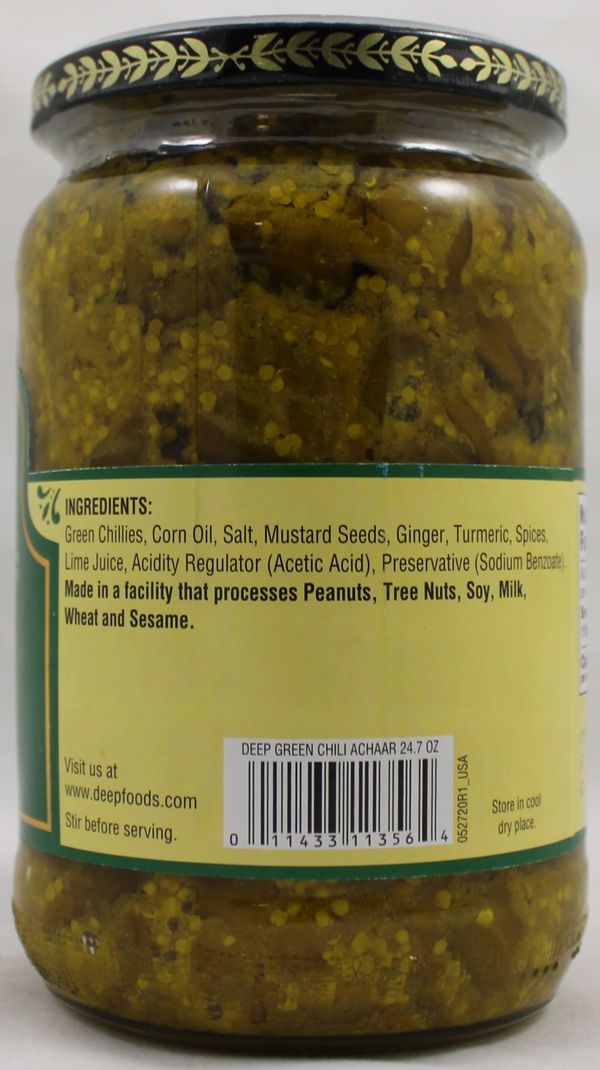 INGREDIENTS:
Green Chillies, Corn Oil, Salt, Mustard Seeds, Ginger, Turmeric, Spices,
Lime Juice, Acidity Regulator (Acetic Acid), Preservative (Sodium Benzoate).
Made in a facility that processes Peanuts, Tree Nuts, Soy, Milk,
Wheat and Sesame.
Visit us at
www.deepfoods.com
Stir before serving.
DEEP GREEN CHILI ACHAAR 24.7 OZ
0 11433 11356 4
052720R1_USA
Store in cool
dry place.